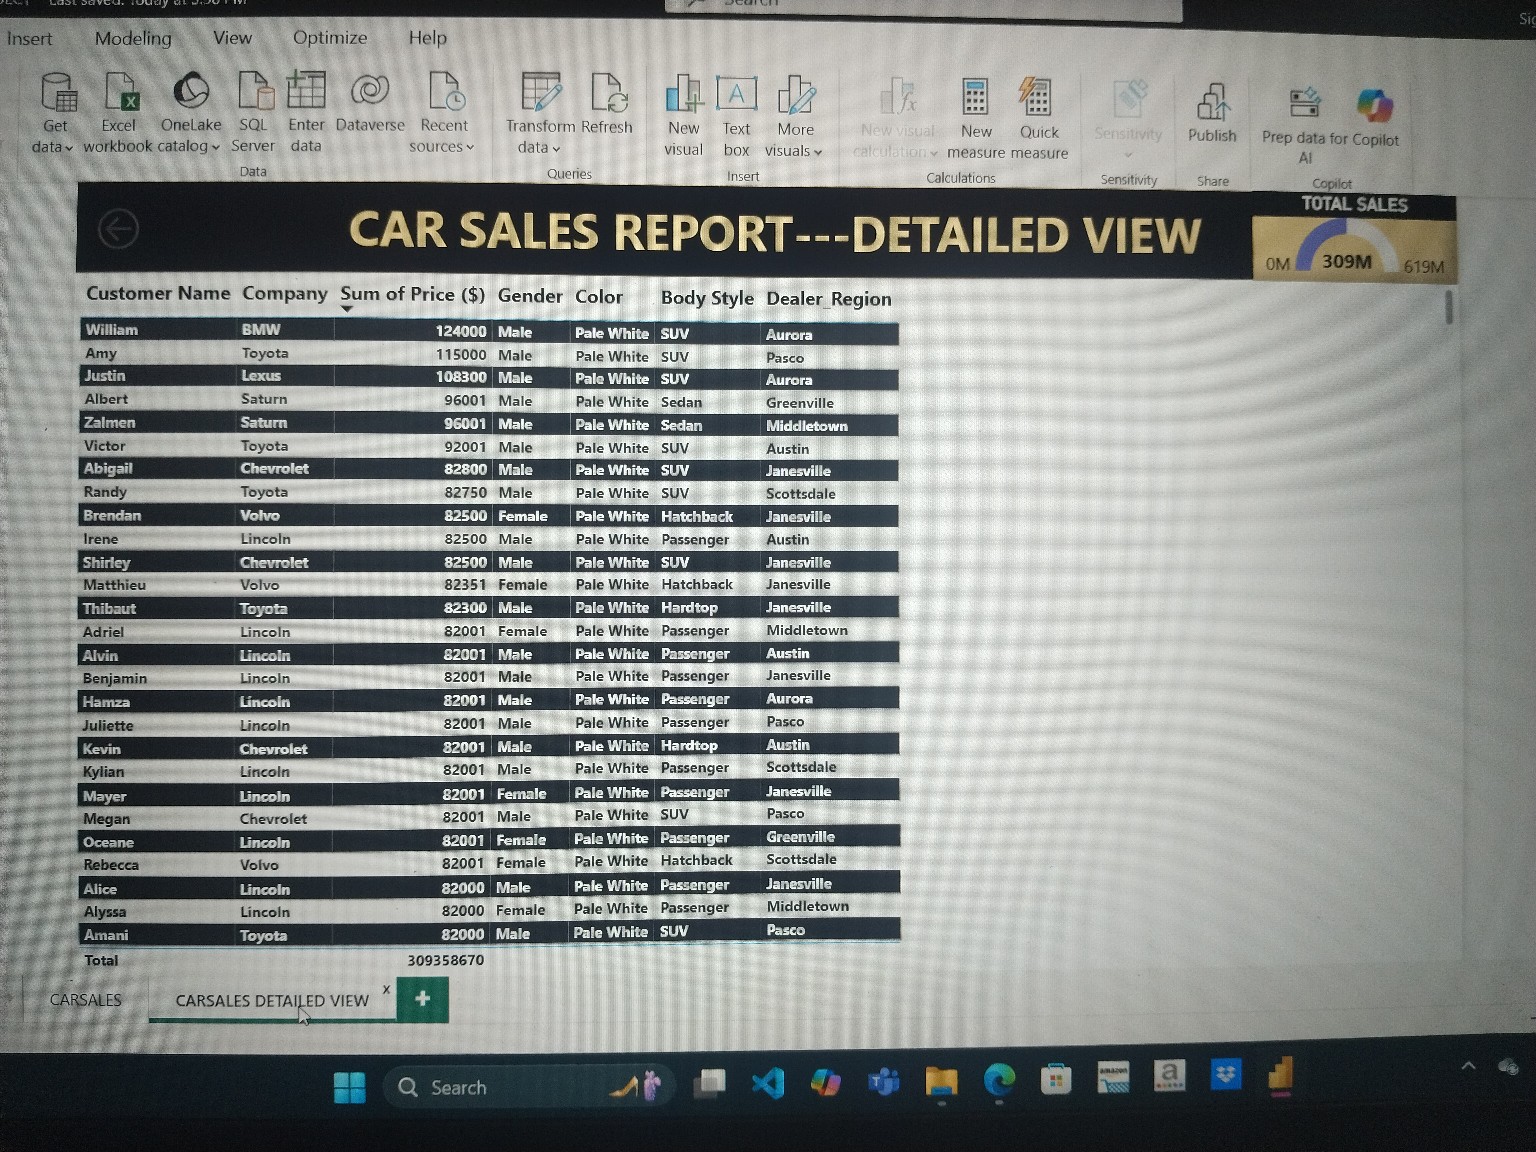 Last saved: Today at
Search
Insert Modeling View Optimize Help
Get data Excel workbook OneLake catalog SQL Server Enter data Dataverse Recent sources Transform data Refresh New visual Text box More visuals New visual calculation New measure Quick measure Sensitivity Publish Prep data for AI Copilot
Data Queries Insert Calculations Sensitivity Share Copilot
CAR SALES REPORT---DETAILED VIEW
TOTAL SALES
0M 309M 619M
Customer Name Company Sum of Price ($) Gender Color Body Style Dealer_Region
William BMW 124000 Male Pale White SUV Aurora
Amy Toyota 115000 Male Pale White SUV Pasco
Justin Lexus 108300 Male Pale White SUV Aurora
Albert Saturn 96001 Male Pale White Sedan Greenville
Zalmen Saturn 96001 Male Pale White Sedan Middletown
Victor Toyota 92001 Male Pale White SUV Austin
Abigail Chevrolet 82800 Male Pale White SUV Janesville
Randy Toyota 82750 Male Pale White SUV Scottsdale
Brendan Volvo 82500 Female Pale White Hatchback Janesville
Irene Lincoln 82500 Male Pale White Passenger Austin
Shirley Chevrolet 82500 Male Pale White SUV Janesville
Matthieu Volvo 82351 Female Pale White Hatchback Janesville
Thibaut Toyota 82300 Male Pale White Hardtop Janesville
Adriel Lincoln 82001 Female Pale White Passenger Middletown
Alvin Lincoln 82001 Male Pale White Passenger Austin
Benjamin Lincoln 82001 Male Pale White Passenger Janesville
Hamza Lincoln 82001 Male Pale White Passenger Aurora
Juliette Lincoln 82001 Male Pale White Passenger Pasco
Kevin Chevrolet 82001 Male Pale White Hardtop Austin
Kylian Lincoln 82001 Male Pale White Passenger Scottsdale
Mayer Lincoln 82001 Female Pale White Passenger Janesville
Megan Chevrolet 82001 Male Pale White SUV Pasco
Oceane Lincoln 82001 Female Pale White Passenger Greenville
Rebecca Volvo 82001 Female Pale White Hatchback Scottsdale
Alice Lincoln 82000 Male Pale White Passenger Janesville
Alyssa Lincoln 82000 Female Pale White Passenger Middletown
Amani Toyota 82000 Male Pale White SUV Pasco
Total 309358670
CARSALES CARSALES DETAILED VIEW x +
Search
amazon
a